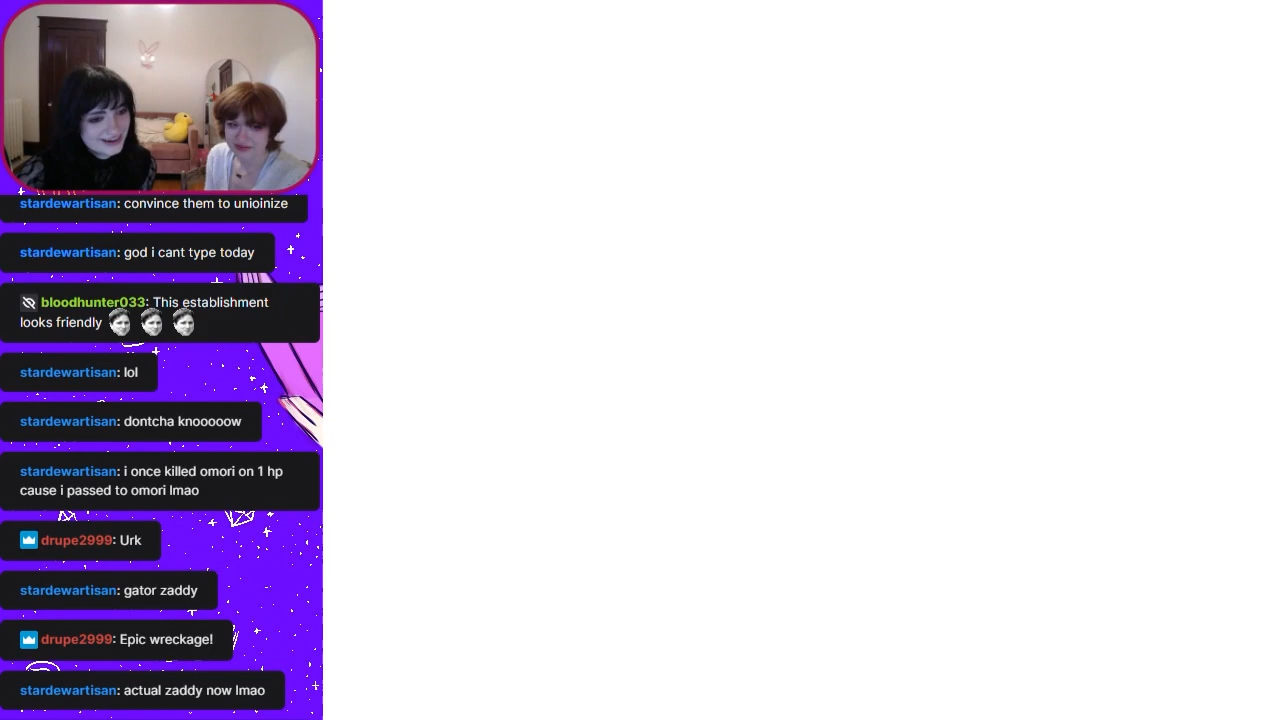 stardewartisan: convince them to unioinize
stardewartisan: god i cant type today
bloodhunter033: This establishment
looks friendly
stardewartisan: lol
stardewartisan: dontcha knooooow
stardewartisan: i once killed omori on 1 hp
cause i passed to omori lmao
drupe2999: Urk
stardewartisan: gator zaddy
drupe2999: Epic wreckage!
stardewartisan: actual zaddy now lmao